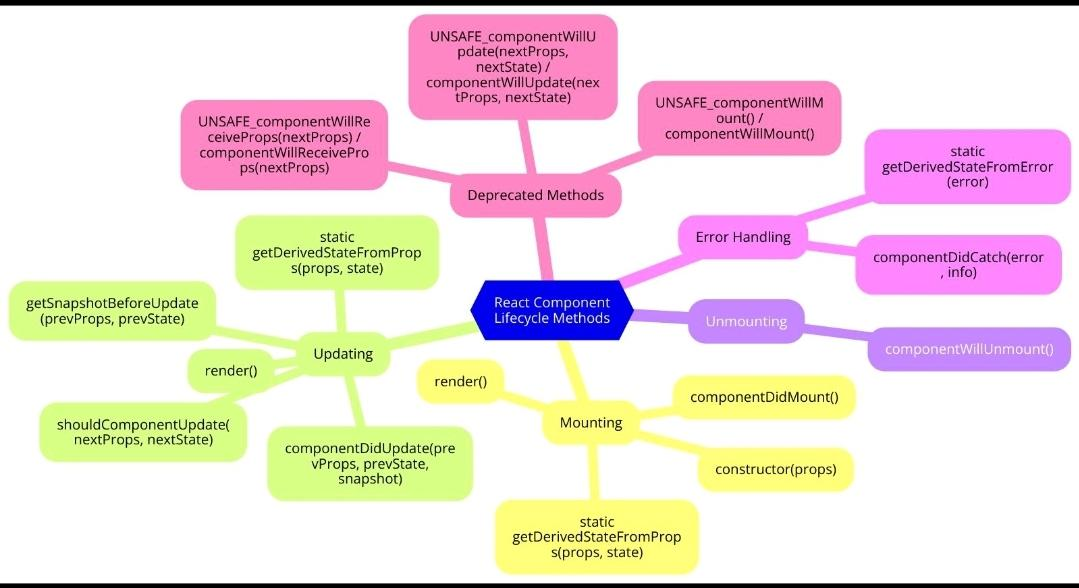 UNSAFE_componentWillU
pdate(nextProps,
nextState) /
componentWillUpdate(nex
tProps, nextState)
UNSAFE_componentWillRe
ceiveProps(nextProps) /
componentWillReceivePro
ps(nextProps)
UNSAFE_componentWillM
ount() /
componentWillMount()
Deprecated Methods
static
getDerivedStateFromError
(error)
Error Handling
componentDidCatch(error
, info)
static
getDerivedStateFromProp
s(props, state)
getSnapshotBeforeUpdate
(prevProps, prevState)
React Component
Lifecycle Methods
Unmounting
componentWillUnmount()
Updating
render()
shouldComponentUpdate(
nextProps, nextState)
componentDidUpdate(pre
vProps, prevState,
snapshot)
render()
componentDidMount()
Mounting
constructor(props)
static
getDerivedStateFromProp
s(props, state)